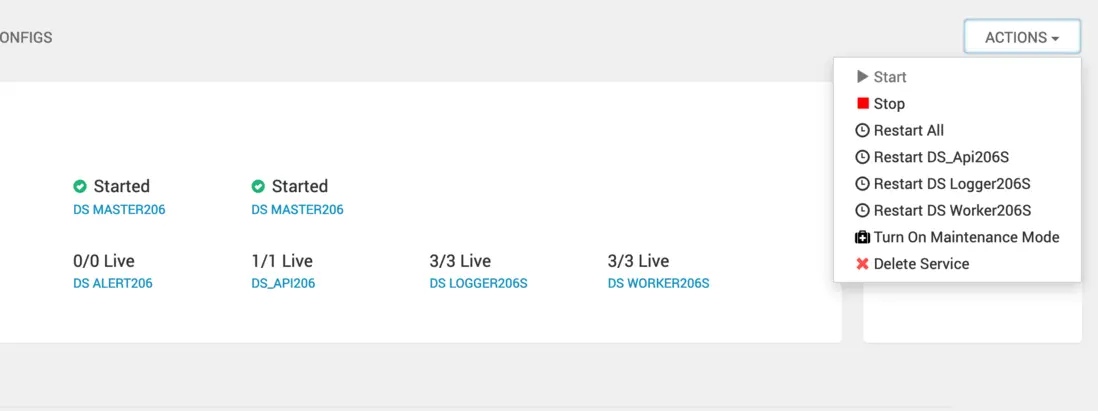 ONFIGS
ACTIONS
Start
Stop
Restart All
Restart DS_Api206S
Restart DS Logger206S
Restart DS Worker206S
Turn On Maintenance Mode
Delete Service
Started
Started
DS MASTER206
DS MASTER206
0/0 Live
1/1 Live
3/3 Live
3/3 Live
DS ALERT206
DS_API206
DS LOGGER206S
DS WORKER206S